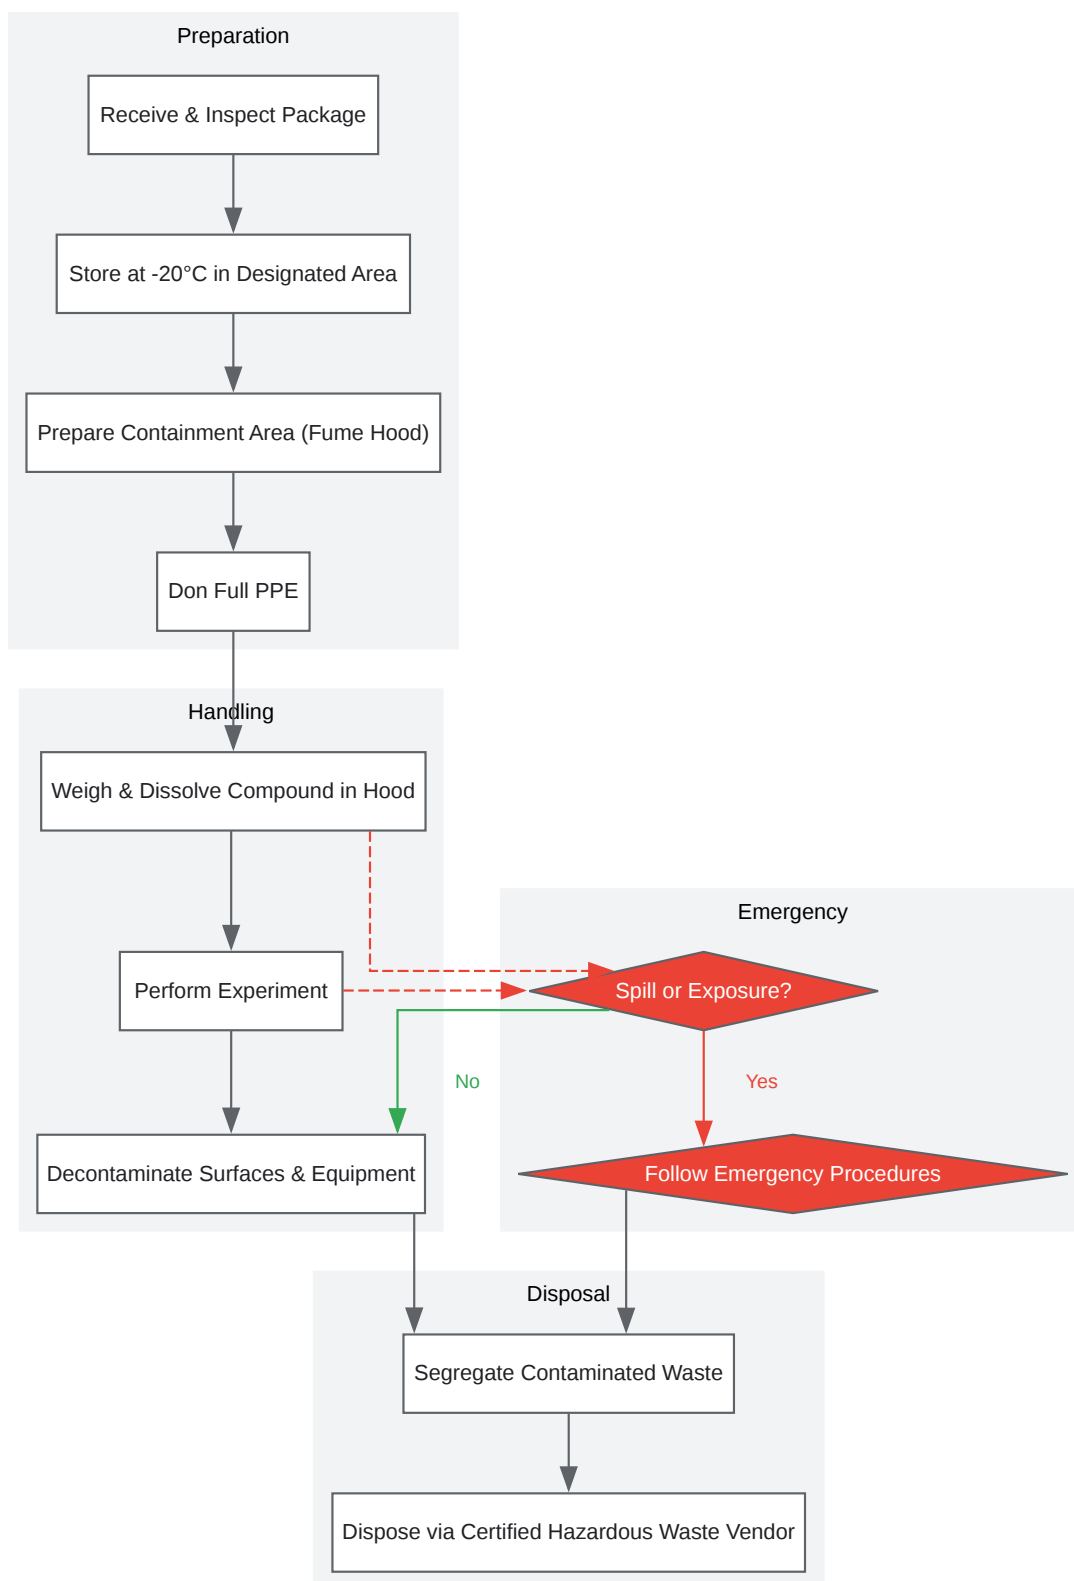 Preparation
Receive & Inspect Package
Store at -20°C in Designated Area
Prepare Containment Area (Fume Hood)
Don Full PPE
Handling
Weigh & Dissolve Compound in Hood
Emergency
Perform Experiment
Spill or Exposure?
No
Yes
Decontaminate Surfaces & Equipment
Follow Emergency Procedures
Disposal
Segregate Contaminated Waste
Dispose via Certified Hazardous Waste Vendor